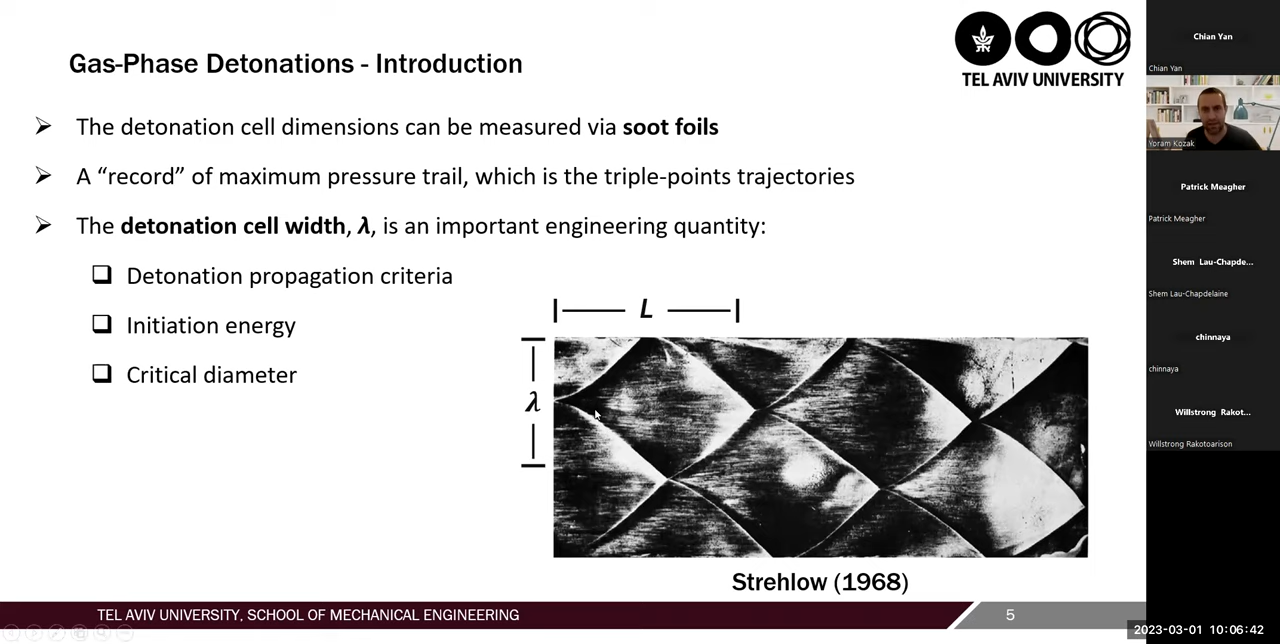 Gas-Phase Detonations - Introduction
TEL AVIV UNIVERSITY
The detonation cell dimensions can be measured via soot foils
A “record” of maximum pressure trail, which is the triple-points trajectories
The detonation cell width, λ, is an important engineering quantity:
Detonation propagation criteria
Initiation energy
Critical diameter
L
λ
Strehlow (1968)
TEL AVIV UNIVERSITY, SCHOOL OF MECHANICAL ENGINEERING
5
Chian Yan
Chian Yan
Yoram Kozak
Patrick Meagher
Patrick Meagher
Shem Lau-Chapde...
Shem Lau-Chapdelaine
chinnaya
chinnaya
Willstrong Rakot...
Willstrong Rakotoarison
2023-03-01 10:06:42